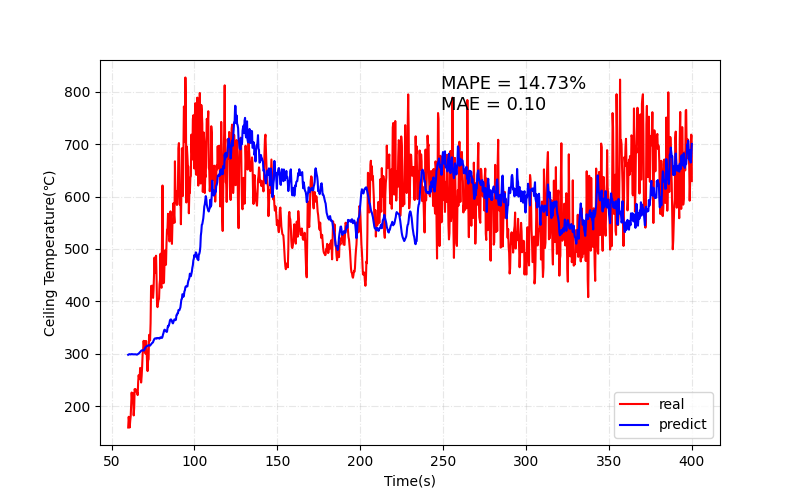 MAPE = 14.73%
MAE = 0.10
800
700
600
500
400
300
200
Ceiling Temperature(℃)
real
predict
50 100 150 200 250 300 350 400
Time(s)